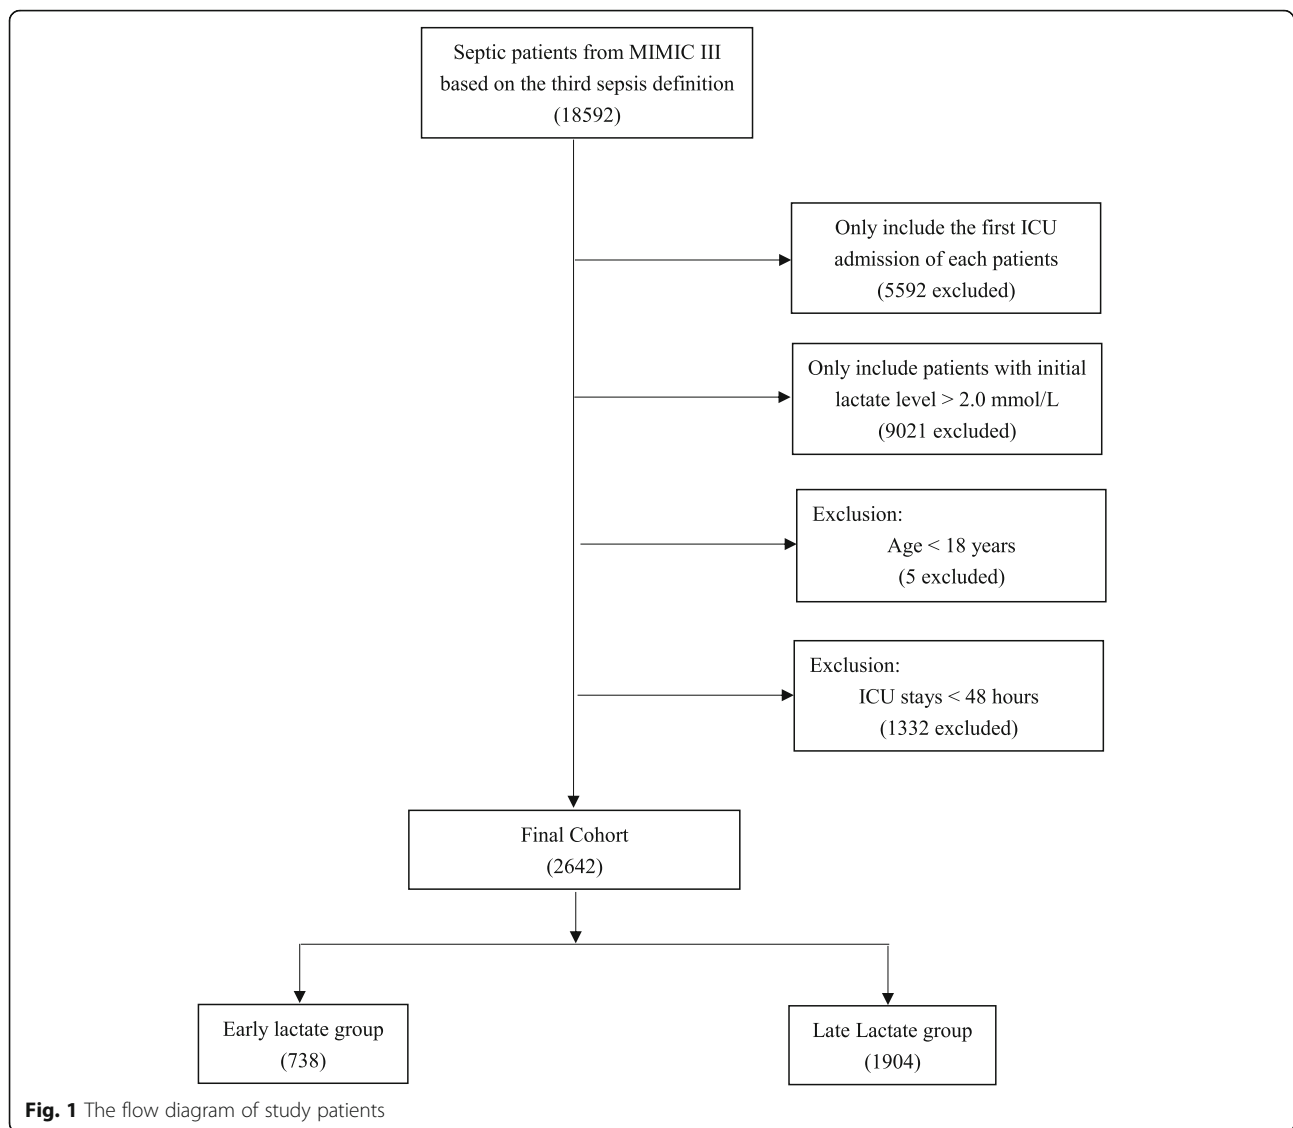 Septic patients from MIMIC III
based on the third sepsis definition
(18592)
Only include the first ICU
admission of each patients
(5592 excluded)
Only include patients with initial
lactate level > 2.0 mmol/L
(9021 excluded)
Exclusion:
Age < 18 years
(5 excluded)
Exclusion:
ICU stays < 48 hours
(1332 excluded)
Final Cohort
(2642)
Early lactate group
(738)
Late Lactate group
(1904)
Fig. 1 The flow diagram of study patients